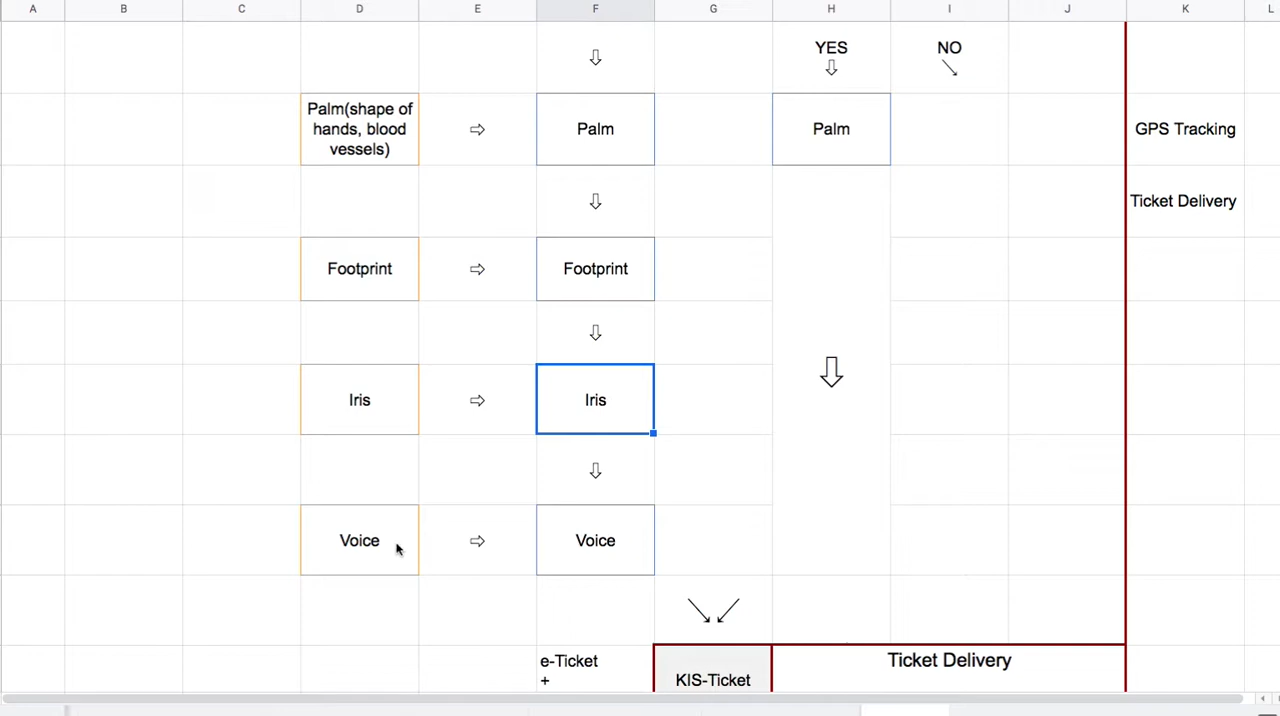 A B C D E F G H I J K L
⇩ YES NO
⇩ ↘
Palm(shape of
hands, blood
vessels)
⇨ Palm Palm GPS Tracking
⇩ Ticket Delivery
Footprint ⇨ Footprint
⇩
⇩
Iris ⇨ Iris
⇩
Voice ⇨ Voice
↘ ↙
e-Ticket
+
KIS-Ticket
Ticket Delivery